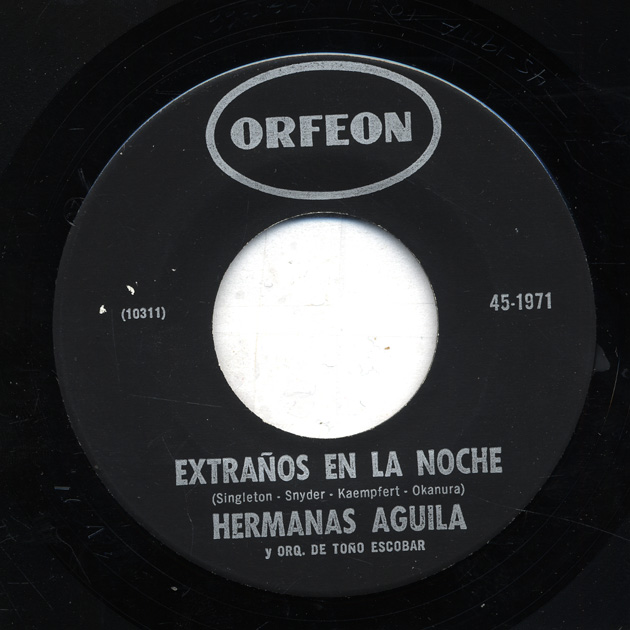 ORFEON
(10311)
45-1971
EXTRAÑOS EN LA NOCHE
(Singleton - Snyder - Kaempfert - Okanura)
HERMANAS AGUILA
y ORQ. DE TOÑO ESCOBAR